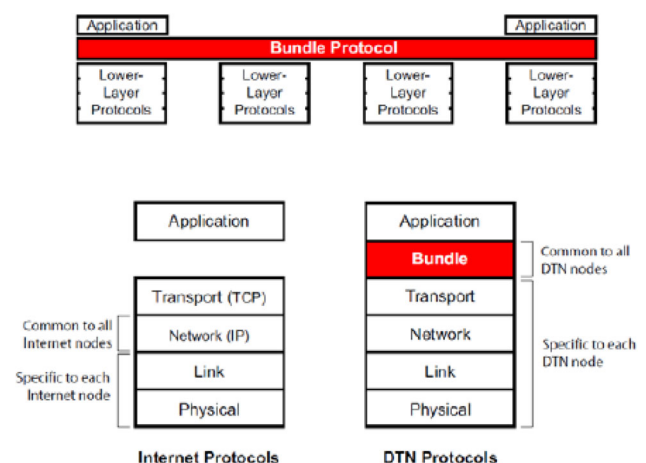 Application
Application
Bundle Protocol
Lower-
Layer
Protocols
Lower-
Layer
Protocols
Lower-
Layer
Protocols
Lower-
Layer
Protocols
Application
Transport (TCP)
Network (IP)
Link
Physical
Common to all
Internet nodes
Specific to each
Internet node
Internet Protocols
Application
Bundle
Transport
Network
Link
Physical
Common to all
DTN nodes
Specific to each
DTN node
DTN Protocols